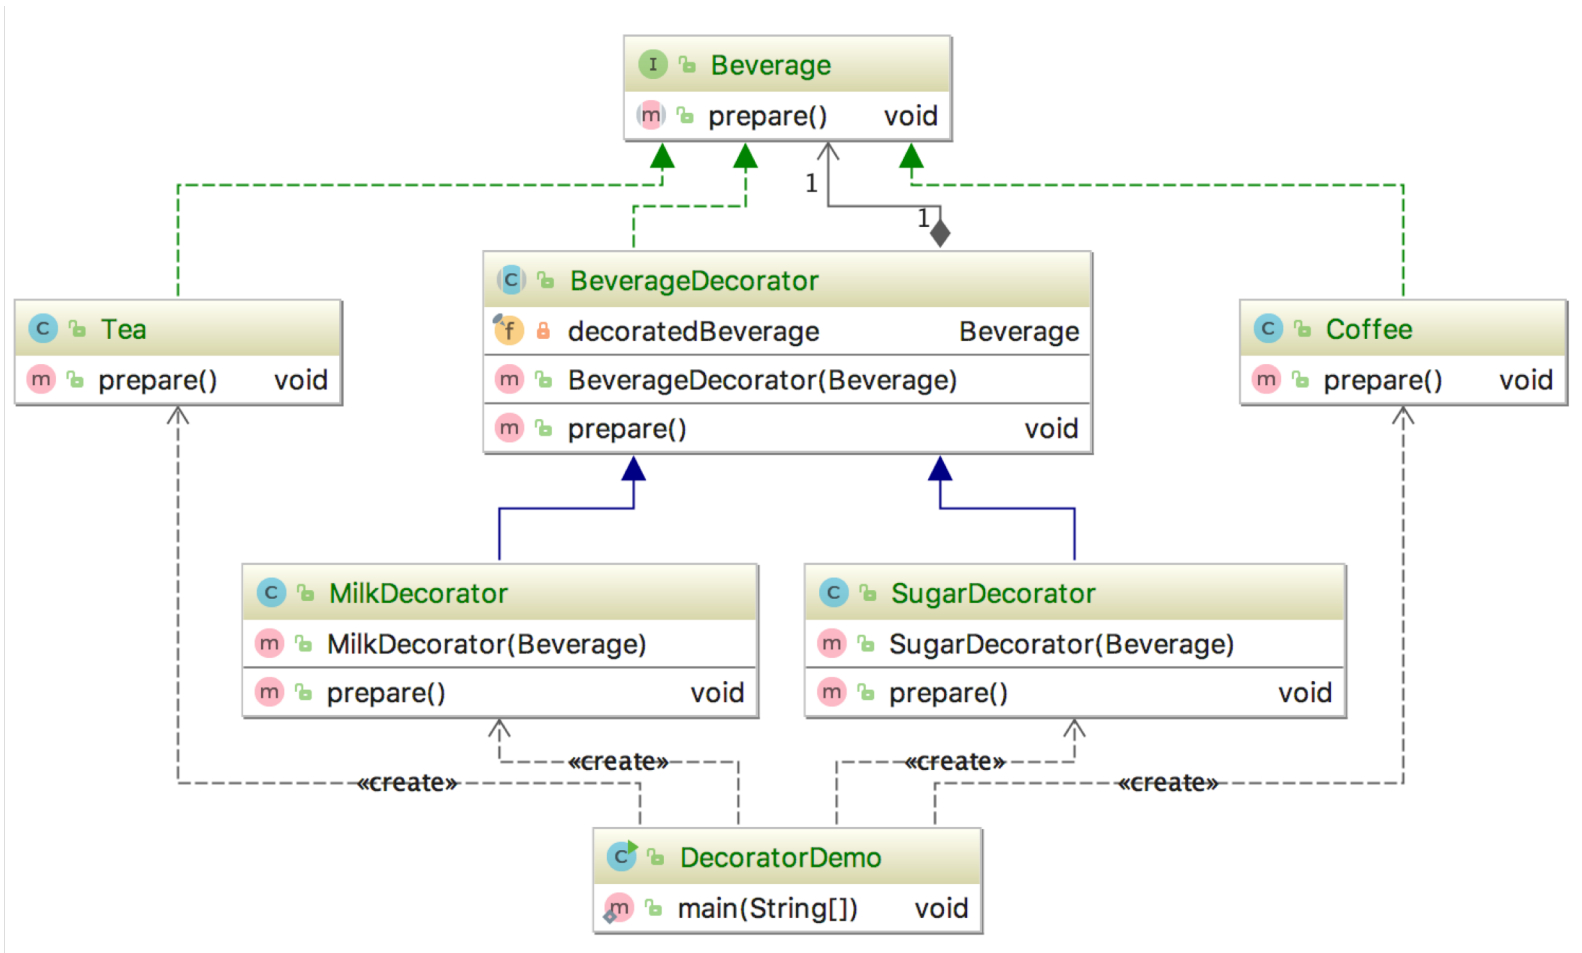 I Beverage
m prepare() void
1
1
C BeverageDecorator
f decoratedBeverage Beverage
m BeverageDecorator(Beverage)
m prepare() void
C Tea
m prepare() void
C Coffee
m prepare() void
C MilkDecorator
m MilkDecorator(Beverage)
m prepare() void
C SugarDecorator
m SugarDecorator(Beverage)
m prepare() void
«create»
«create»
«create»
«create»
C DecoratorDemo
m main(String[]) void